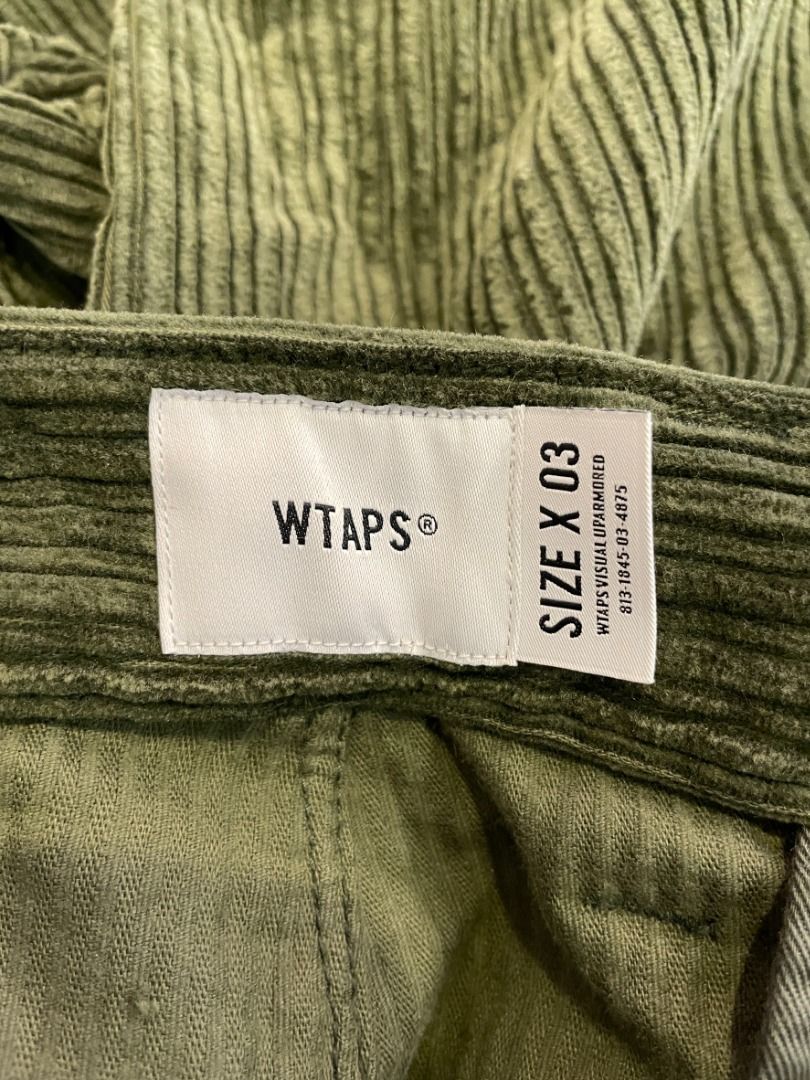 WTAPS®
SIZE X 03
WTAPS VISUAL UPARMORED
813-1845-03-4875